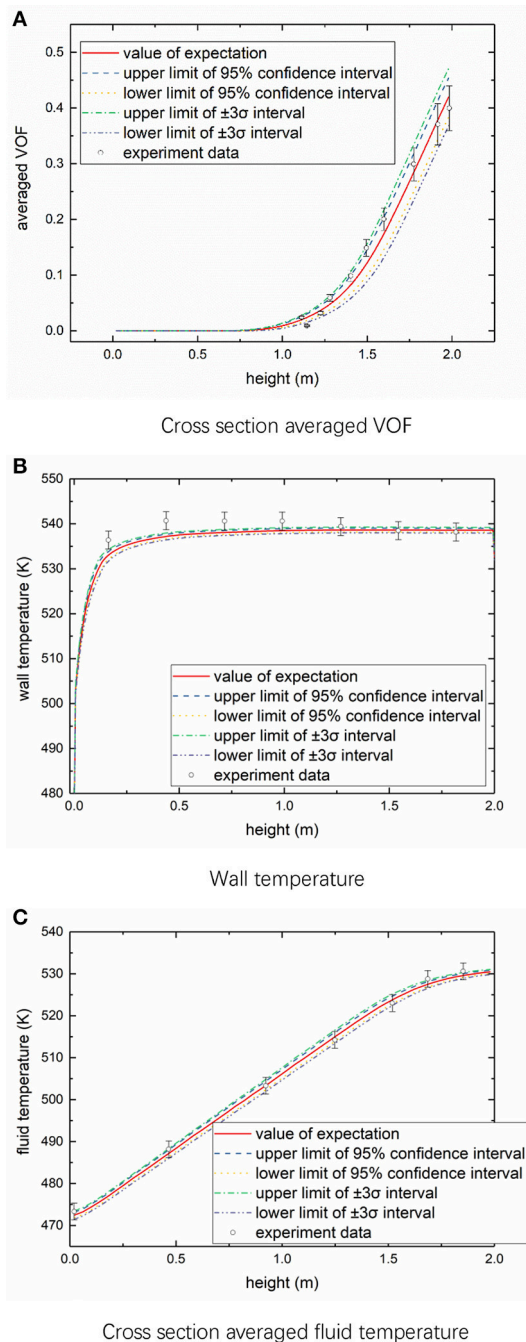 A
0.5
0.4
0.3
0.2
0.1
0.0
averaged VOF
value of expectation
upper limit of 95% confidence interval
lower limit of 95% confidence interval
upper limit of ±3σ interval
lower limit of ±3σ interval
experiment data
0.0 0.5 1.0 1.5 2.0
height (m)
Cross section averaged VOF
B
550
540
530
520
510
500
490
480
wall temperature (K)
value of expectation
upper limit of 95% confidence interval
lower limit of 95% confidence interval
upper limit of ±3σ interval
lower limit of ±3σ interval
experiment data
0.0 0.5 1.0 1.5 2.0
height (m)
Wall temperature
C
540
530
520
510
500
490
480
470
fluid temperature (K)
value of expectation
upper limit of 95% confidence interval
lower limit of 95% confidence interval
upper limit of ±3σ interval
lower limit of ±3σ interval
experiment data
0.0 0.5 1.0 1.5 2.0
height (m)
Cross section averaged fluid temperature